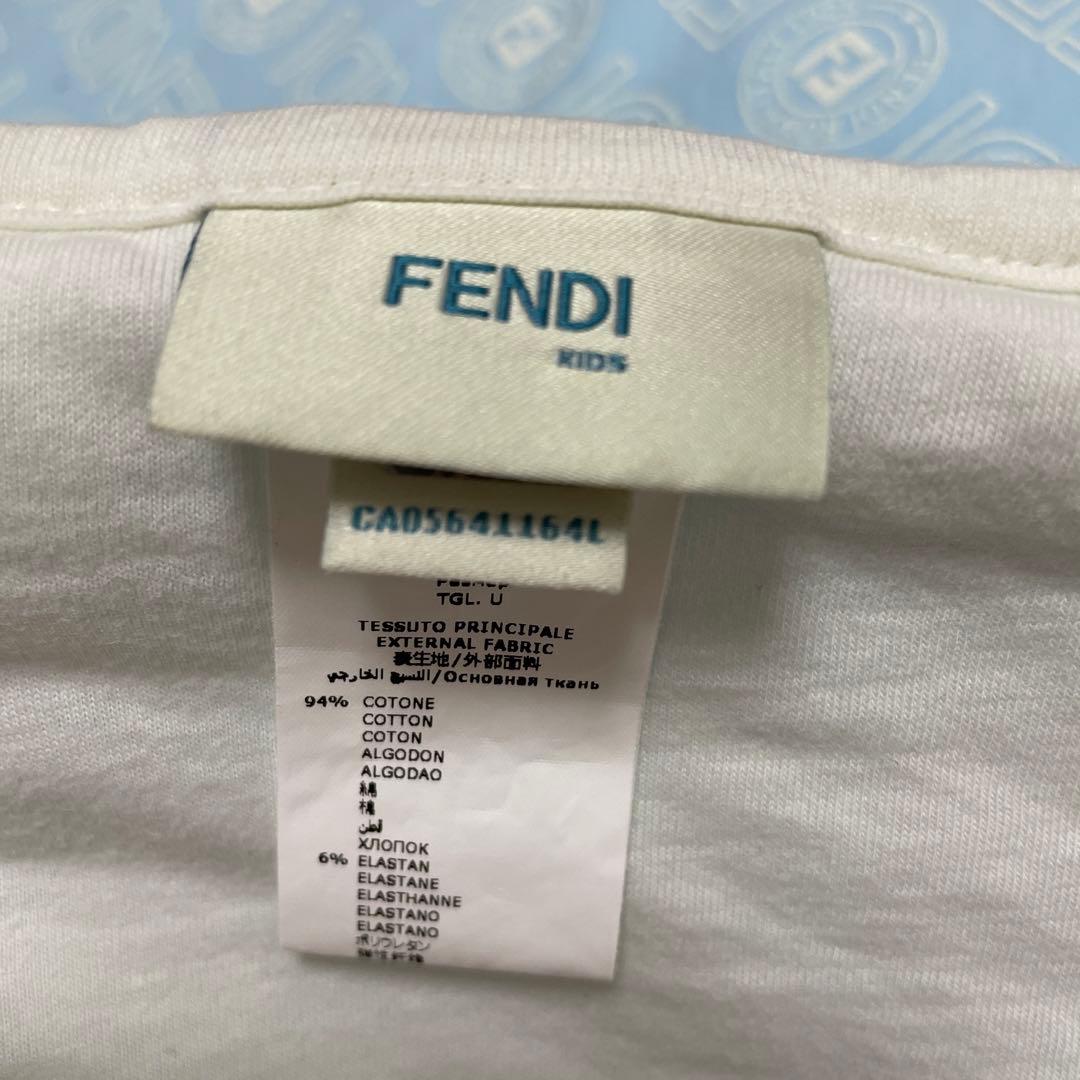 FENDI
KIDS
CA05641164L
Размер
TGL. U
TESSUTO PRINCIPALE
EXTERNAL FABRIC
表生地/外部面料
النسيج الخارجي/Основная ткань
94% COTONE
COTTON
COTON
ALGODON
ALGODAO
綿
棉
قطن
ХЛОПОК
6% ELASTAN
ELASTANE
ELASTHANNE
ELASTANO
ELASTANO
ポリウレタン